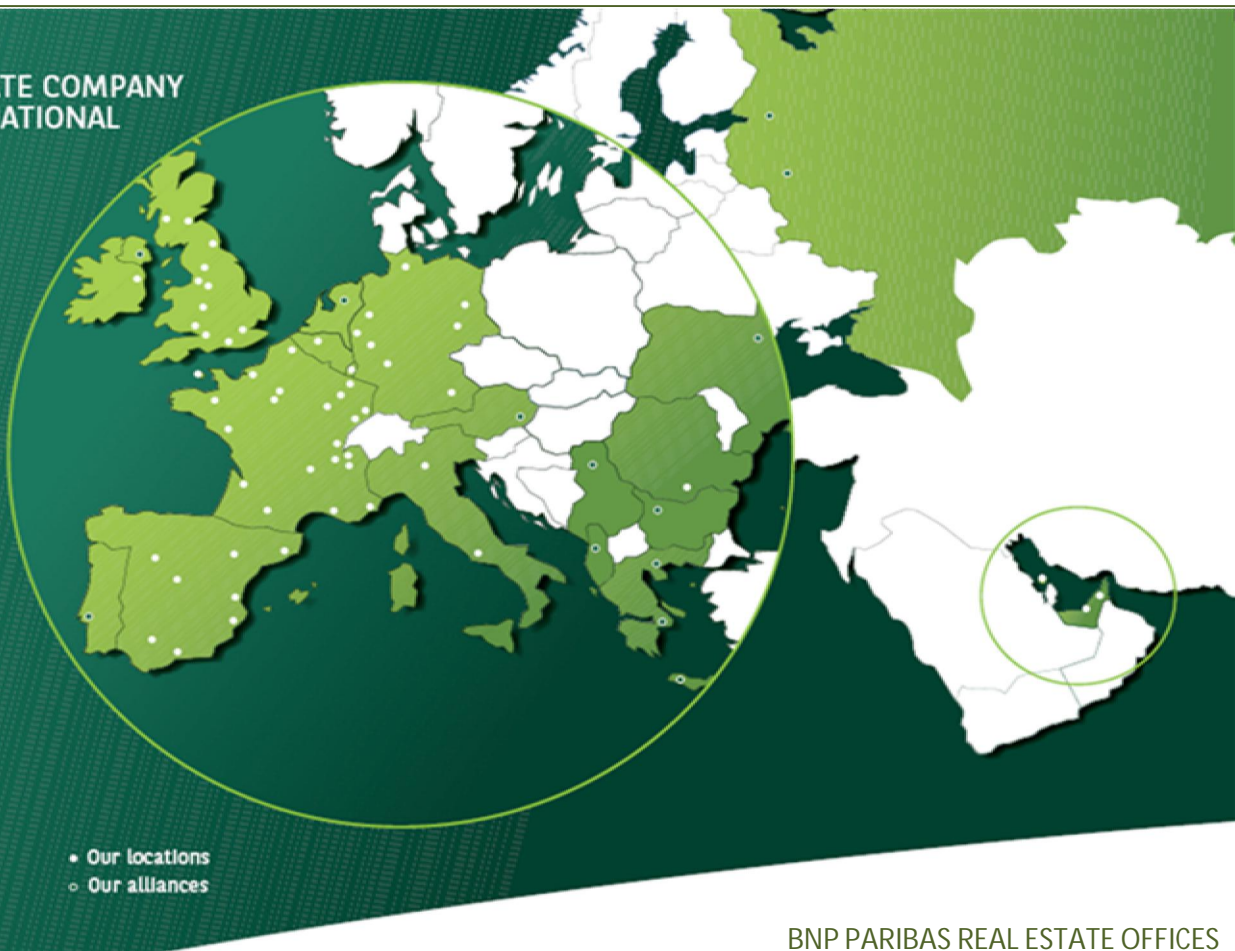 TE COMPANY
ATIONAL
Our locations
Our alliances
BNP PARIBAS REAL ESTATE OFFICES